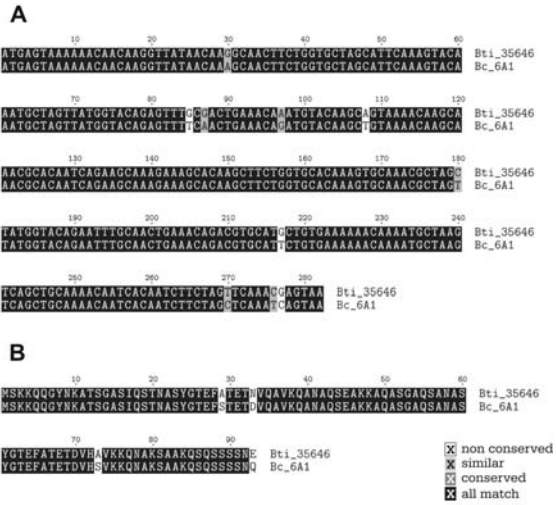 A
10 20 30 40 50 60
ATGAGTAAAAAACAACAAGGTTATAACAAGGCAACTTCTGGTGCTAGCATTCAAAGTACA Bti_35646
ATGAGTAAAAAACAACAAGGTTATAACAAAGCAACTTCTGGTGCTAGCATTCAAAGTACA Bc_6A1
70 80 90 100 110 120
AATGCTAGTTATGGTACAGAGTTTGCGACTGAAACAAATGTACAAGCAGTAAAACAAGCA Bti_35646
AATGCTAGTTATGGTACAGAGTTTTCAACTGAAACAGATGTACAAGCTGTAAAACAAGCA Bc_6A1
130 140 150 160 170 180
AACGCACAATCAGAAGCAAAGAAAGCACAAGCTTCTGGTGCACAAAGTGCAAACGCTAGC Bti_35646
AACGCACAATCAGAAGCAAAGAAAGCACAAGCTTCTGGTGCACAAAGTGCAAACGCTAGT Bc_6A1
190 200 210 220 230 240
TATGGTACAGAATTTGCAACTGAAACAGACGTGCATGCTGTGAAAAAACAAAATGCTAAG Bti_35646
TATGGTACAGAATTTGCAACTGAAACAGACGTGCATTCTGTGAAAAAACAAAATGCTAAG Bc_6A1
250 260 270 280
TCAGCTGCAAAACAATCACAATCTTCTAGTTCAAACGAGTAA Bti_35646
TCAGCTGCAAAACAATCACAATCTTCTAGCTCAAATCAGTAA Bc_6A1
B
10 20 30 40 50 60
MSKKQQGYNKATSGASIQSTNASYGTEFATETNVQAVKQANAQSEAKKAQASGAQSANAS Bti_35646
MSKKQQGYNKATSGASIQSTNASYGTEFSTETDVQAVKQANAQSEAKKAQASGAQSANAS Bc_6A1
70 80 90
YGTEFATETDVHAVKKQNAKSAAKQSQSSSSNE Bti_35646
YGTEFATETDVHSVKKQNAKSAAKQSQSSSSNQ Bc_6A1
X non conserved
X similar
X conserved
X all match